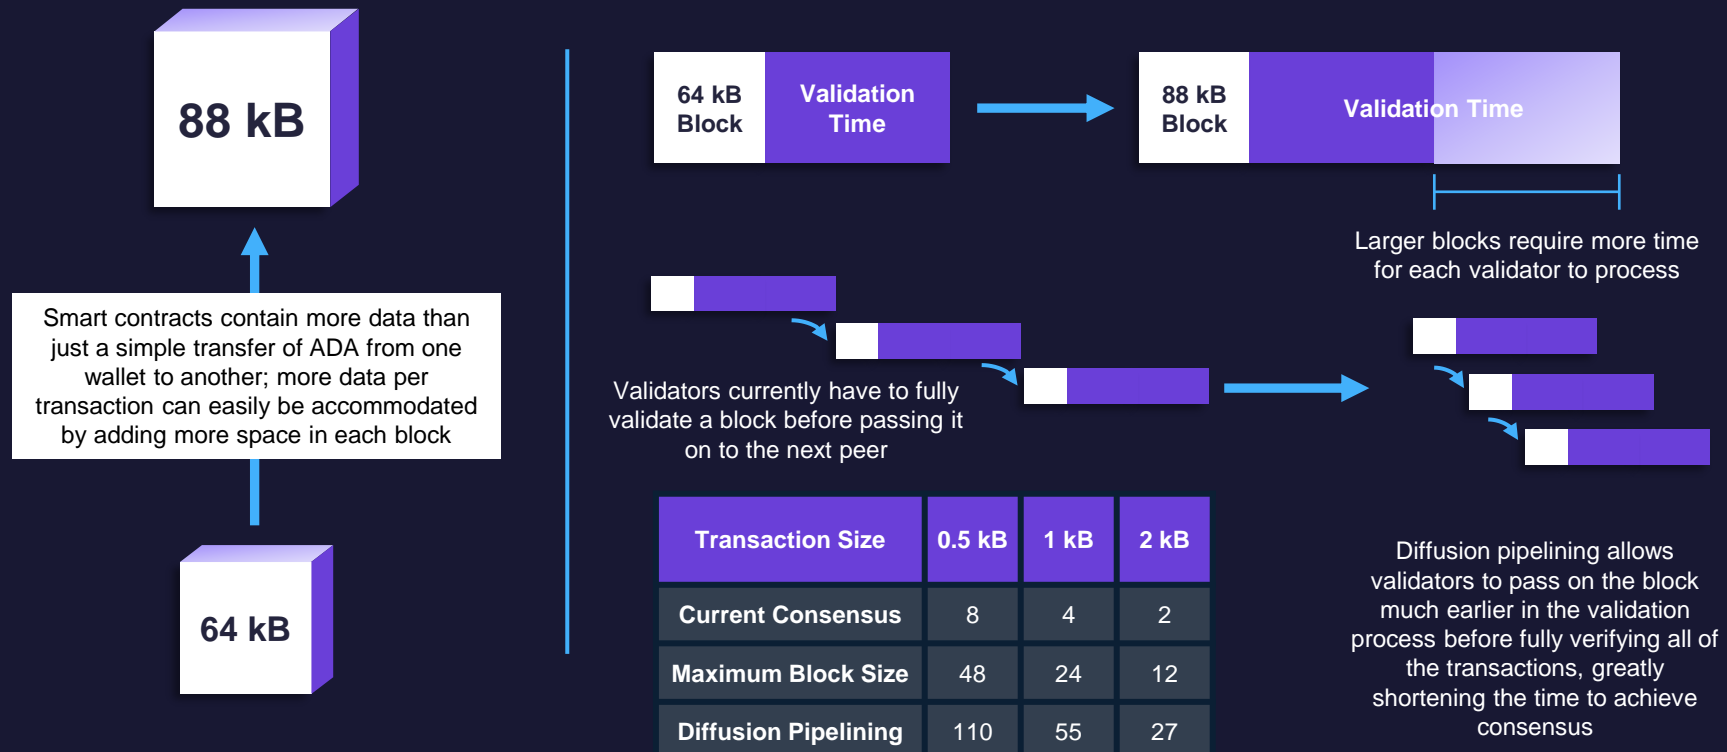 88 kB
Smart contracts contain more data than
just a simple transfer of ADA from one
wallet to another; more data per
transaction can easily be accommodated
by adding more space in each block
64 kB
64 kB
Block
Validation
Time
88 kB
Block
Validation Time
Larger blocks require more time
for each validator to process
Validators currently have to fully
validate a block before passing it
on to the next peer
Diffusion pipelining allows
validators to pass on the block
much earlier in the validation
process before fully verifying all of
the transactions, greatly
shortening the time to achieve
consensus
Transaction Size 0.5 kB 1 kB 2 kB
Current Consensus 8 4 2
Maximum Block Size 48 24 12
Diffusion Pipelining 110 55 27